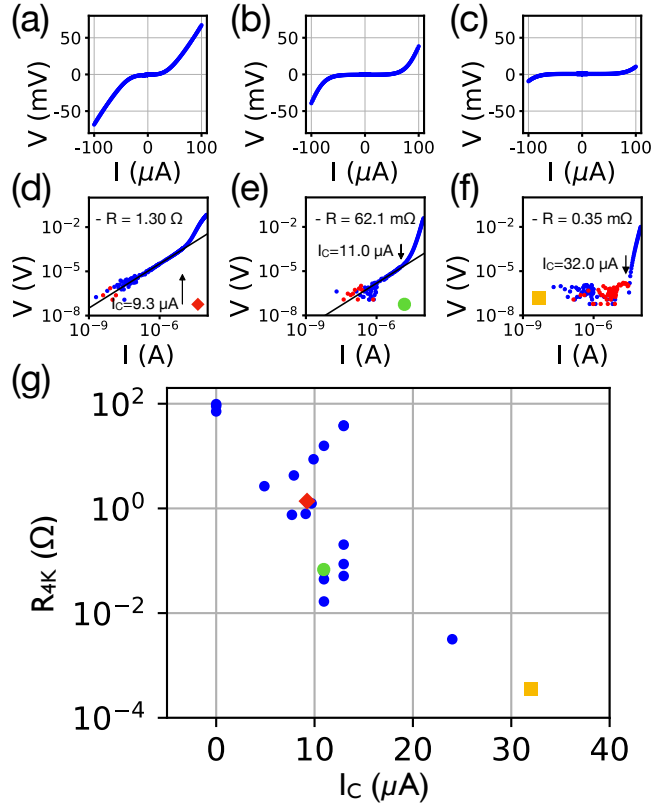 (a)
(b)
(c)
50
0
-50
V (mV)
-100
0
100
I (μA)
50
0
-50
V (mV)
-100
0
100
I (μA)
50
0
-50
V (mV)
-100
0
100
I (μA)
(d)
(e)
(f)
10⁻²
10⁻⁵
10⁻⁸
V (V)
- R = 1.30 Ω
I_C=9.3 μA
10⁻⁹
10⁻⁶
I (A)
10⁻²
10⁻⁵
10⁻⁸
V (V)
- R = 62.1 mΩ
I_C=11.0 μA
10⁻⁹
10⁻⁶
I (A)
10⁻²
10⁻⁵
10⁻⁸
V (V)
- R = 0.35 mΩ
I_C=32.0 μA
10⁻⁹
10⁻⁶
I (A)
(g)
10²
10⁰
10⁻²
10⁻⁴
R_4K (Ω)
0
10
20
30
40
I_C (μA)